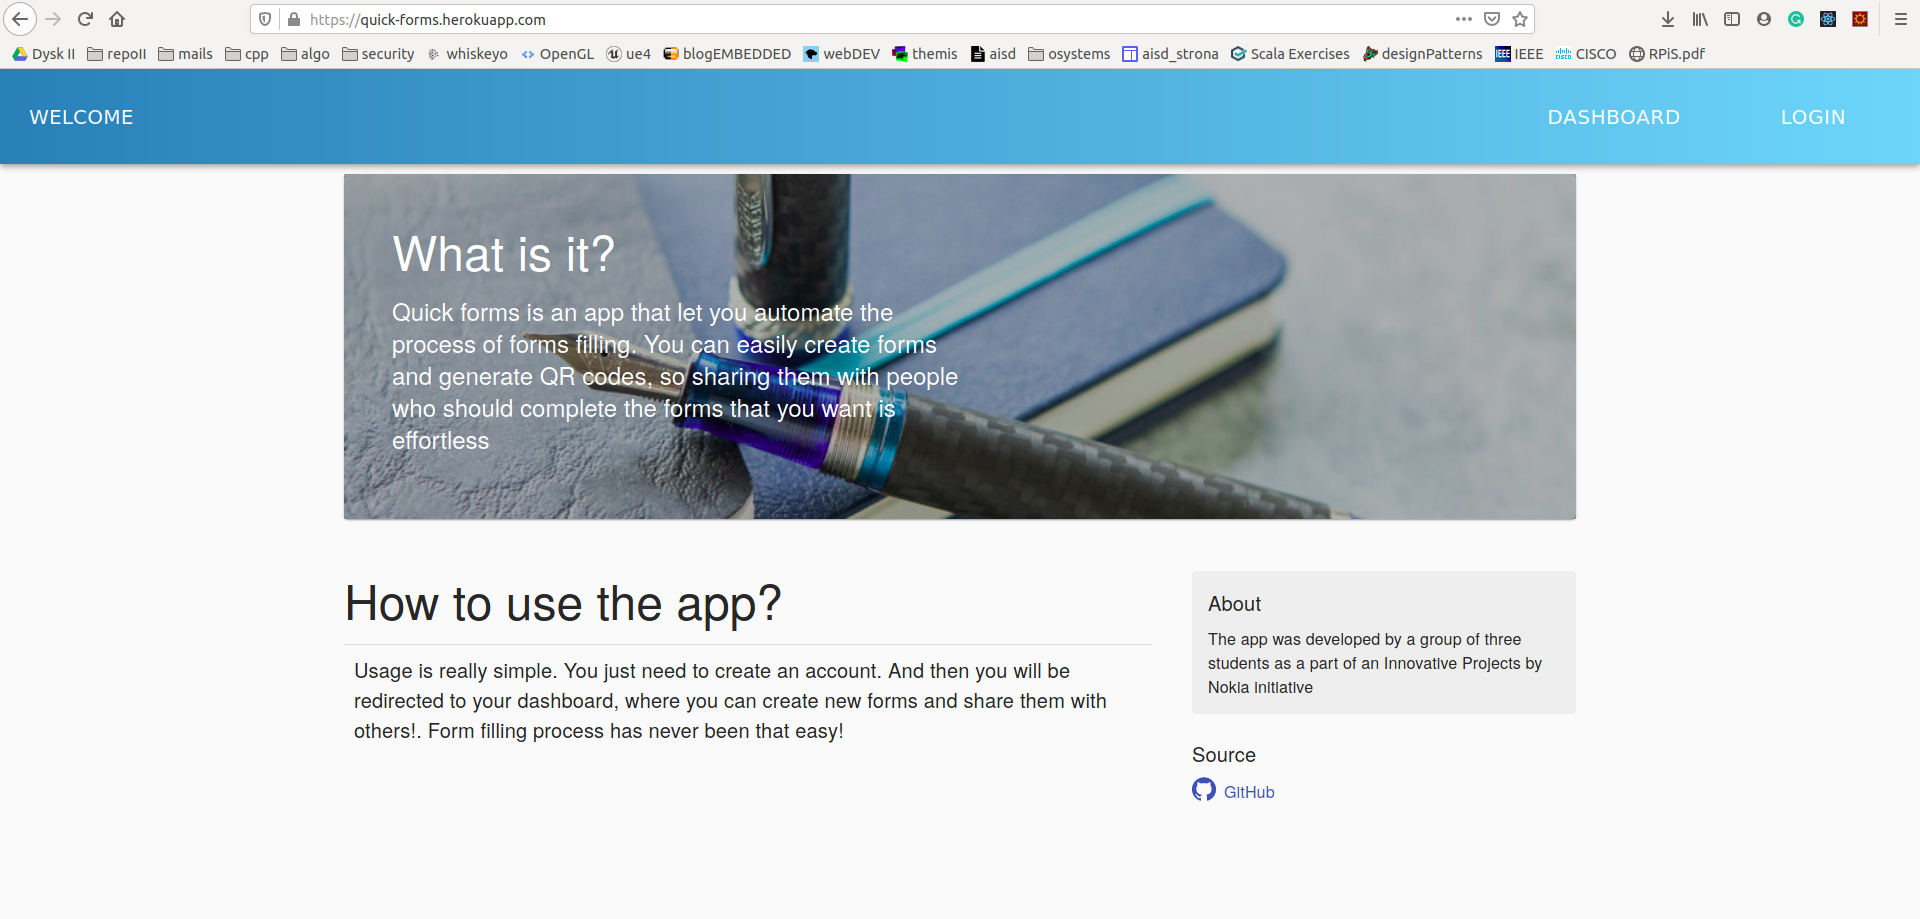 https://quick-forms.herokuapp.com
Dysk II repoII mails cpp algo security whiskeyo OpenGL ue4 blogEMBEDDED webDEV themis aisd osystems aisd_strona Scala Exercises designPatterns IEEE CISCO RPiS.pdf
WELCOME DASHBOARD LOGIN
What is it?
Quick forms is an app that let you automate the
process of forms filling. You can easily create forms
and generate QR codes, so sharing them with people
who should complete the forms that you want is
effortless
How to use the app?
Usage is really simple. You just need to create an account. And then you will be
redirected to your dashboard, where you can create new forms and share them with
others!. Form filling process has never been that easy!
About
The app was developed by a group of three
students as a part of an Innovative Projects by
Nokia initiative
Source
GitHub